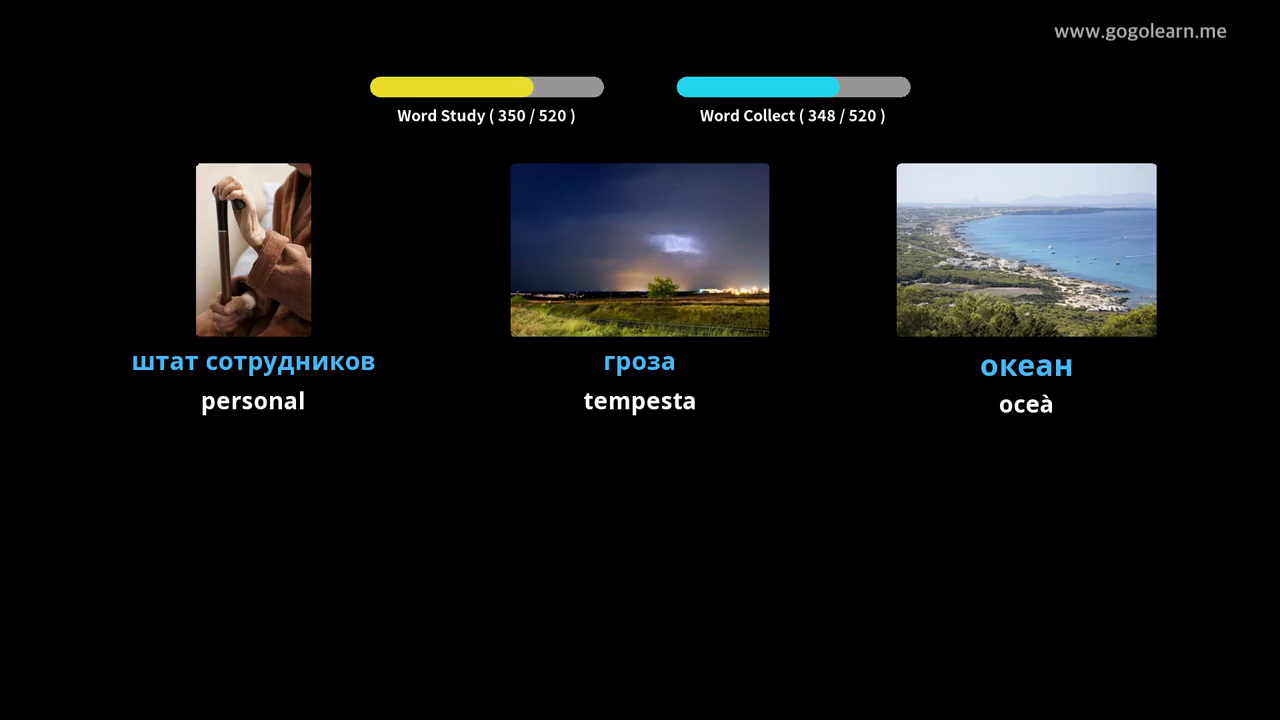 www.gogolearn.me
Word Study ( 350 / 520 )
Word Collect ( 348 / 520 )
штат сотрудников
personal
гроза
tempesta
океан
oceà